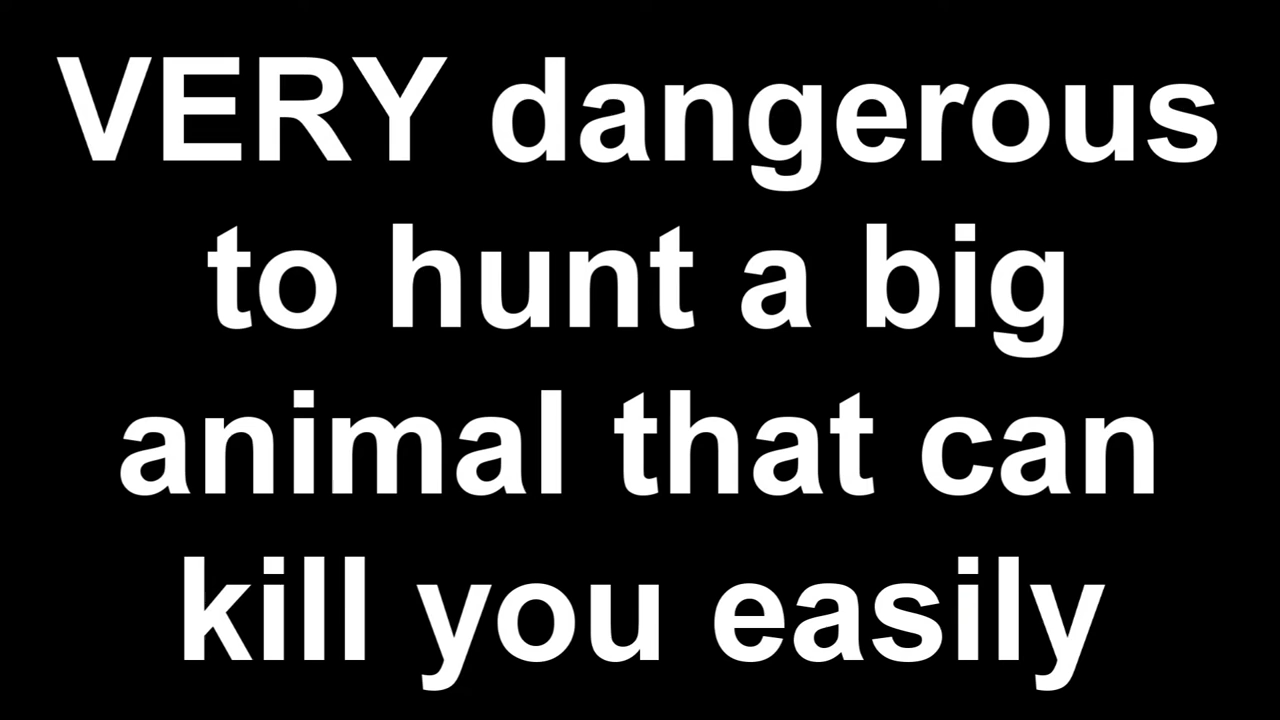 VERY dangerous
to hunt a big
animal that can
kill you easily